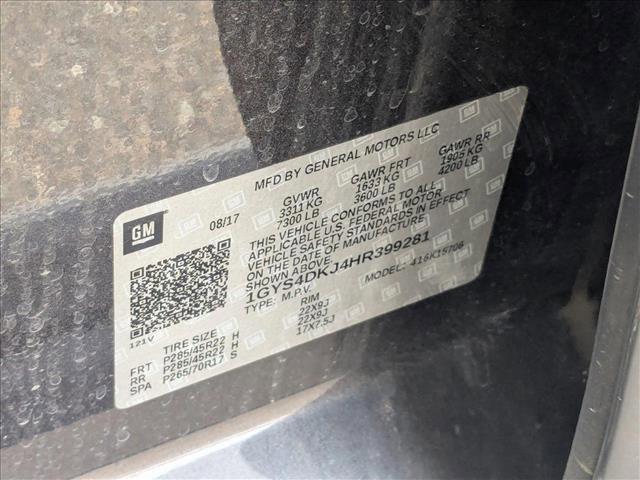 GM
08/17
MFD BY GENERAL MOTORS LLC
GVWR GAWR FRT GAWR RR
3311 KG 1633 KG 1905 KG
7300 LB 3600 LB 4200 LB
THIS VEHICLE CONFORMS TO ALL
APPLICABLE U.S. FEDERAL MOTOR
VEHICLE SAFETY STANDARDS IN EFFECT
ON THE DATE OF MANUFACTURE
SHOWN ABOVE.
1GYS4DKJ4HR399281
TYPE: M.P.V. MODEL: 416K15706
121V
TIRE SIZE RIM
FRT P285/45R22 H 22X9J
RR P285/45R22 H 22X9J
SPA P265/70R17 S 17X7.5J